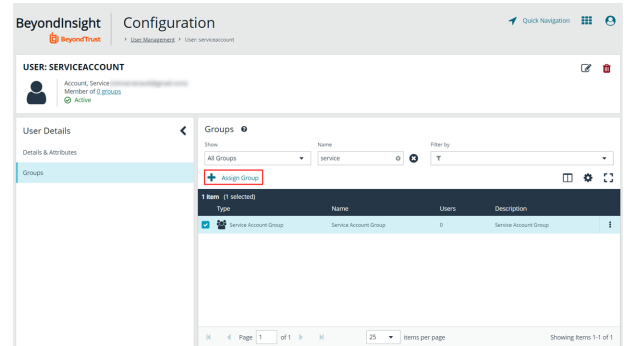 BeyondInsight
BeyondTrust
Configuration
User Management > User: serviceaccount
Quick Navigation
USER: SERVICEACCOUNT
Account, Service
Member of 0 groups
Active
User Details
Details & Attributes
Groups
Groups
Show Name Filter by
All Groups service
Assign Group
1 item (1 selected)
Type Name Users Description
Service Account Group Service Account Group 0 Service Account Group
Page 1 of 1 25 items per page Showing items 1-1 of 1